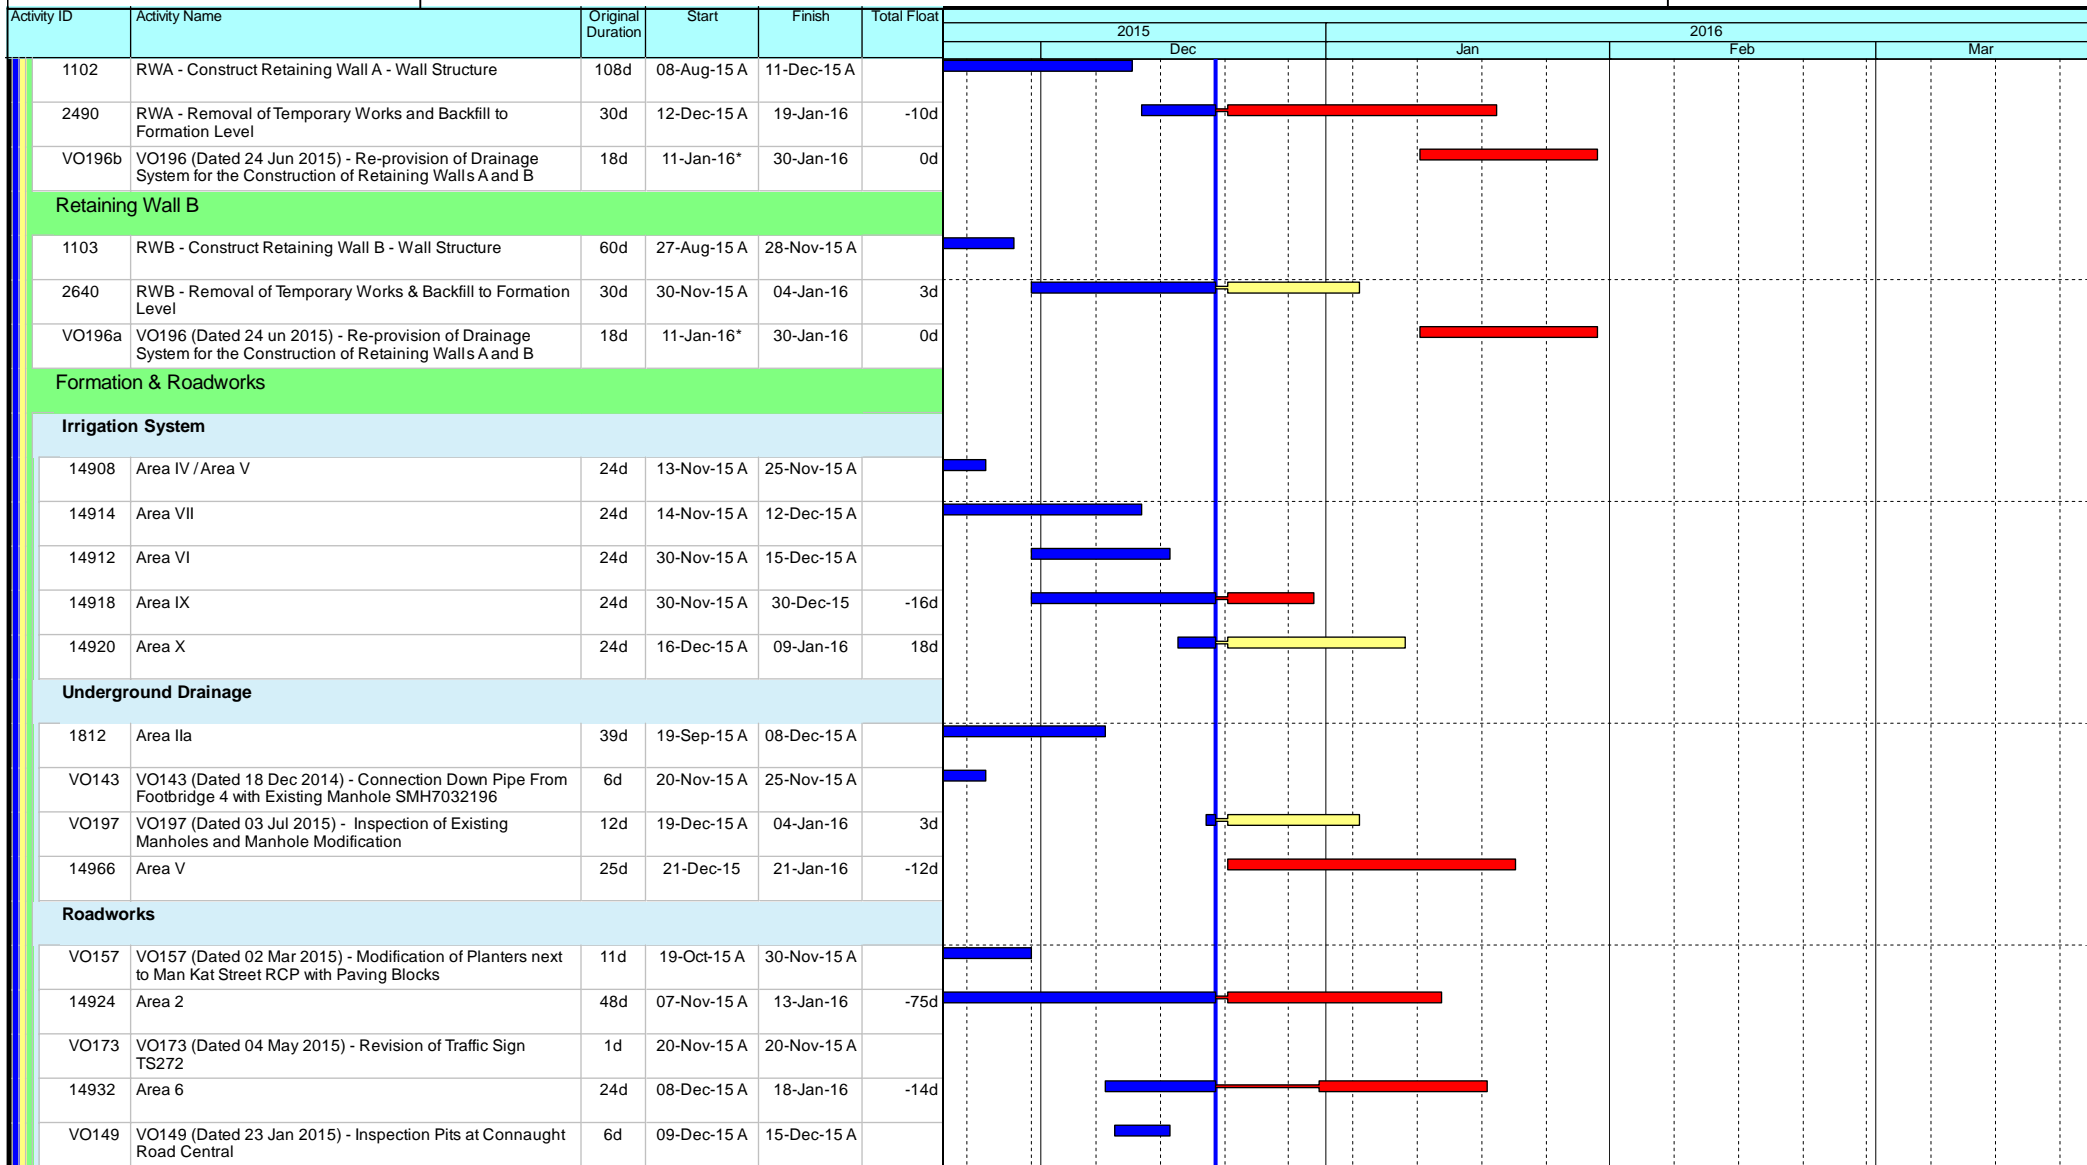 Activity ID Activity Name Original Duration Start Finish Total Float
2015 2016
Dec Jan Feb Mar
1102 RWA - Construct Retaining Wall A - Wall Structure 108d 08-Aug-15 A 11-Dec-15 A
2490 RWA - Removal of Temporary Works and Backfill to 30d 12-Dec-15 A 19-Jan-16 -10d
Formation Level
VO196b VO196 (Dated 24 Jun 2015) - Re-provision of Drainage 18d 11-Jan-16* 30-Jan-16 0d
System for the Construction of Retaining Walls A and B
Retaining Wall B
1103 RWB - Construct Retaining Wall B - Wall Structure 60d 27-Aug-15 A 28-Nov-15 A
2640 RWB - Removal of Temporary Works & Backfill to Formation 30d 30-Nov-15 A 04-Jan-16 3d
Level
VO196a VO196 (Dated 24 un 2015) - Re-provision of Drainage 18d 11-Jan-16* 30-Jan-16 0d
System for the Construction of Retaining Walls A and B
Formation & Roadworks
Irrigation System
14908 Area IV / Area V 24d 13-Nov-15 A 25-Nov-15 A
14914 Area VII 24d 14-Nov-15 A 12-Dec-15 A
14912 Area VI 24d 30-Nov-15 A 15-Dec-15 A
14918 Area IX 24d 30-Nov-15 A 30-Dec-15 -16d
14920 Area X 24d 16-Dec-15 A 09-Jan-16 18d
Underground Drainage
1812 Area IIa 39d 19-Sep-15 A 08-Dec-15 A
VO143 VO143 (Dated 18 Dec 2014) - Connection Down Pipe From 6d 20-Nov-15 A 25-Nov-15 A
Footbridge 4 with Existing Manhole SMH7032196
VO197 VO197 (Dated 03 Jul 2015) - Inspection of Existing 12d 19-Dec-15 A 04-Jan-16 3d
Manholes and Manhole Modification
14966 Area V 25d 21-Dec-15 21-Jan-16 -12d
Roadworks
VO157 VO157 (Dated 02 Mar 2015) - Modification of Planters next 11d 19-Oct-15 A 30-Nov-15 A
to Man Kat Street RCP with Paving Blocks
14924 Area 2 48d 07-Nov-15 A 13-Jan-16 -75d
VO173 VO173 (Dated 04 May 2015) - Revision of Traffic Sign 1d 20-Nov-15 A 20-Nov-15 A
TS272
14932 Area 6 24d 08-Dec-15 A 18-Jan-16 -14d
VO149 VO149 (Dated 23 Jan 2015) - Inspection Pits at Connaught 6d 09-Dec-15 A 15-Dec-15 A
Road Central